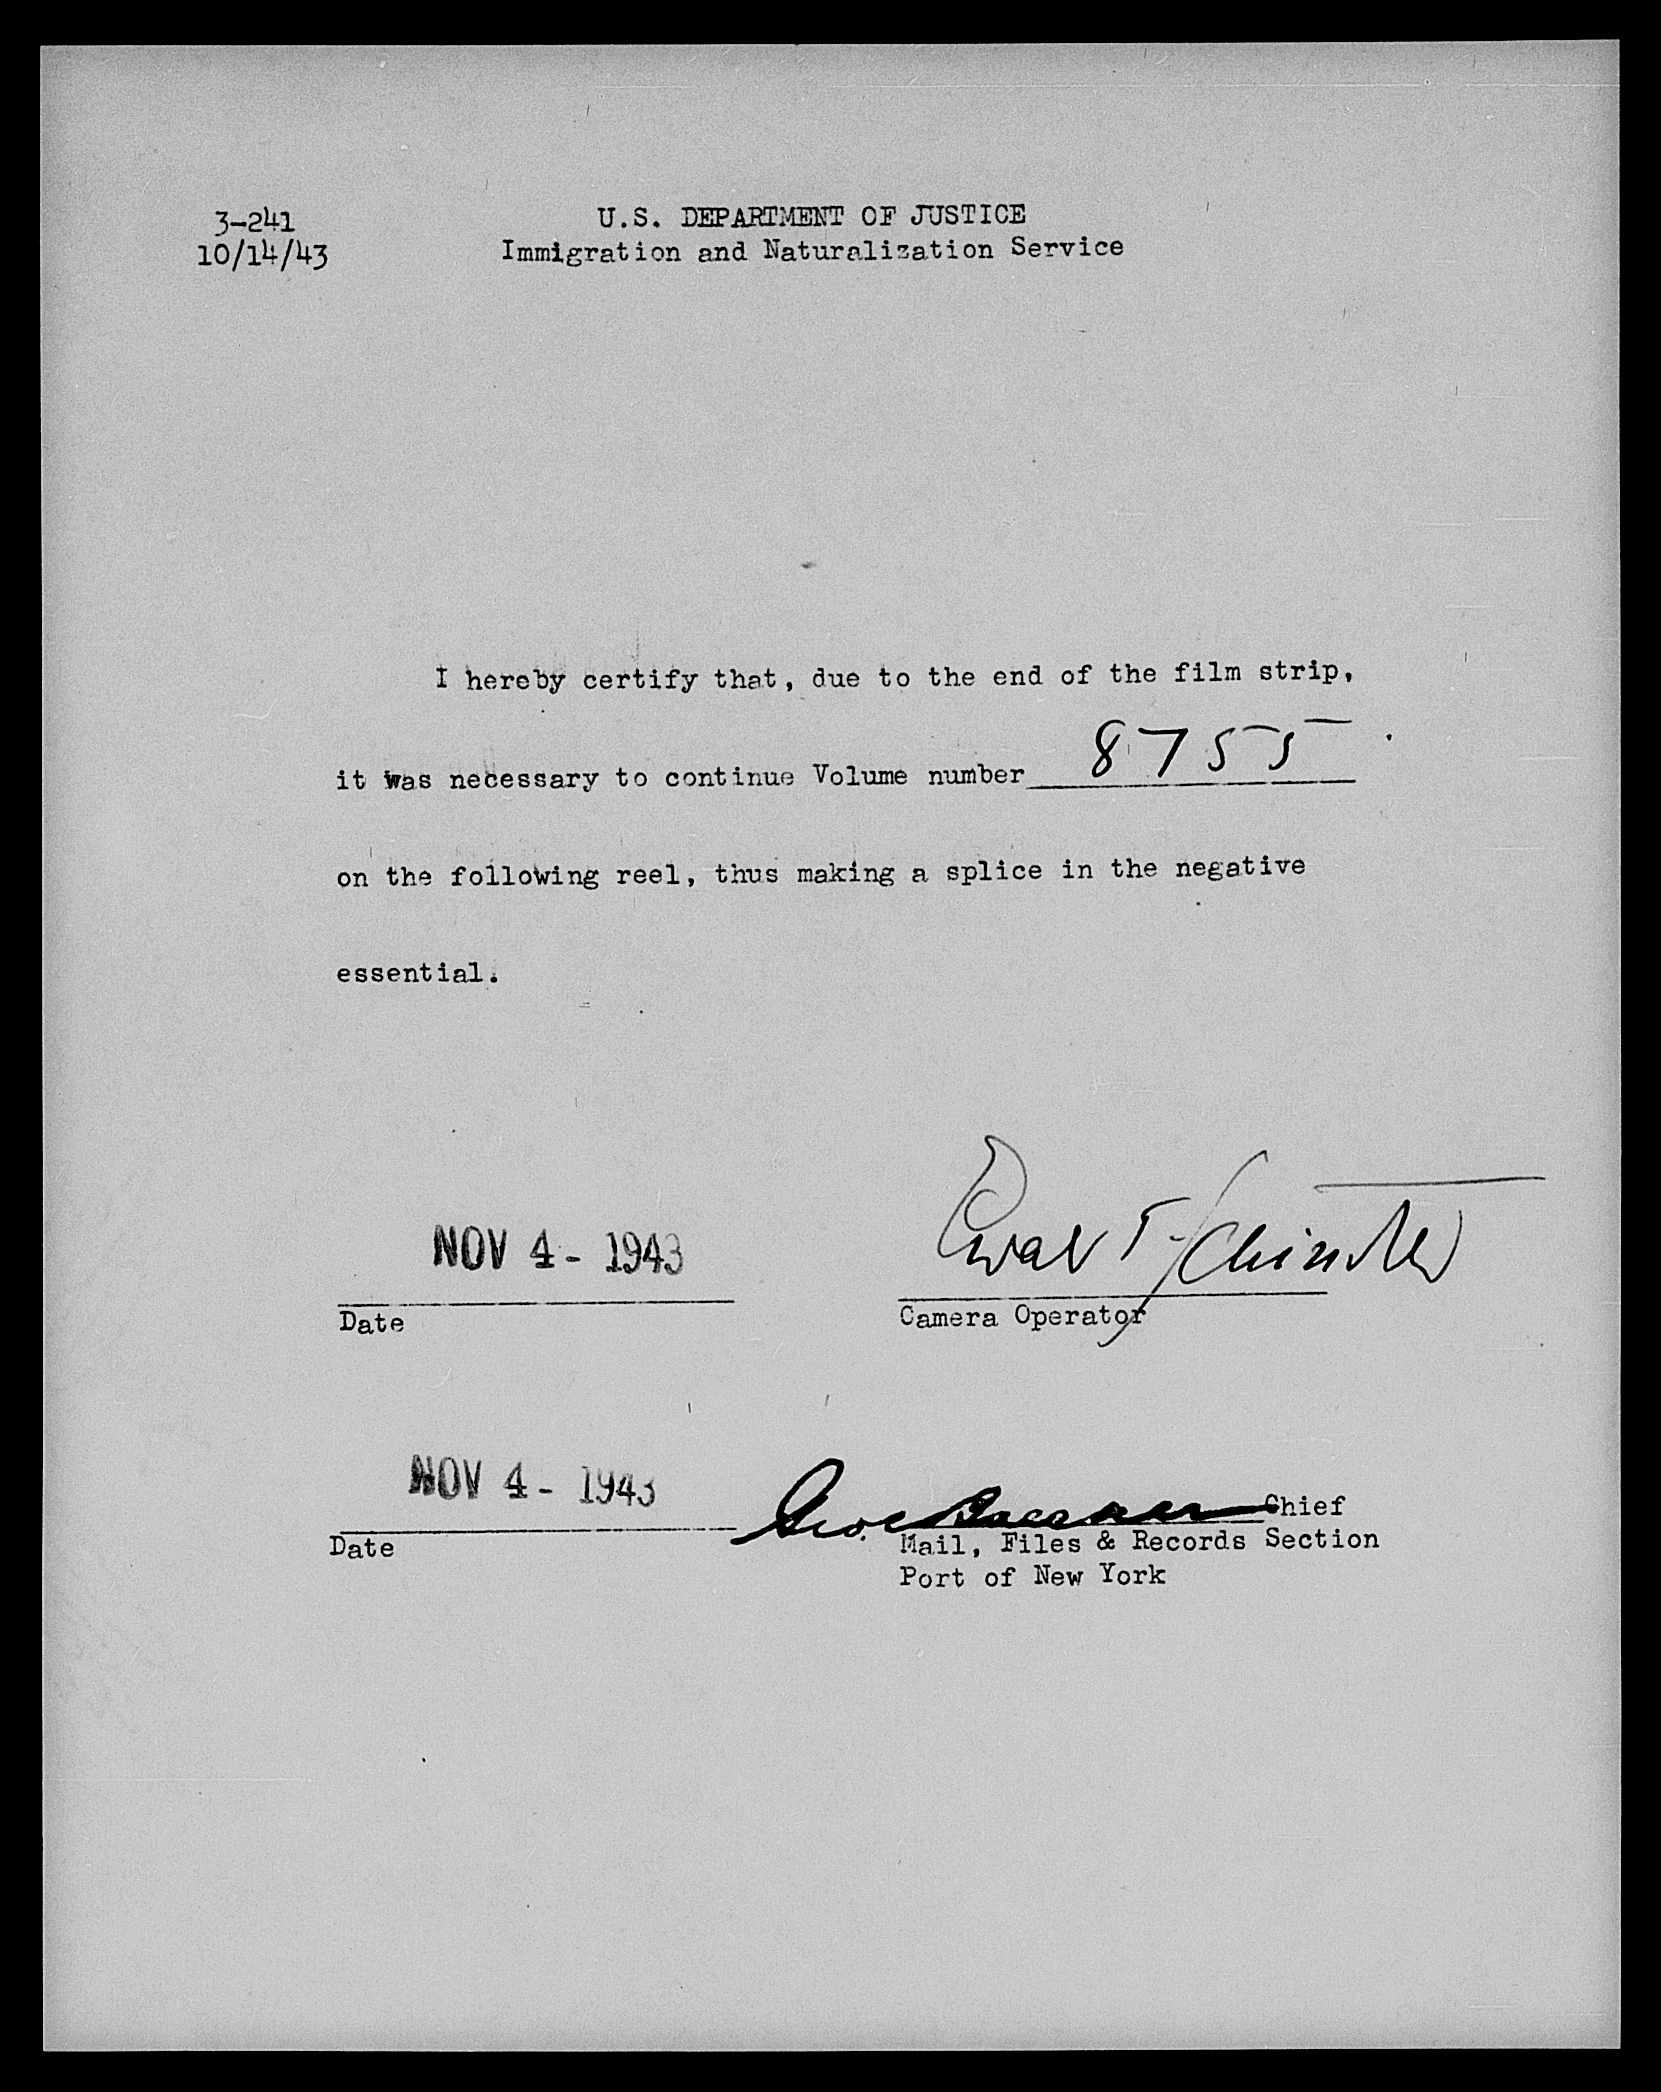 3-241
10/14/43
U.S. DEPARTMENT OF JUSTICE
Immigration and Naturalization Service
I hereby certify that, due to the end of the film strip,
it was necessary to continue Volume number 8755
on the following reel, thus making a splice in the negative
essential.
NOV 4 - 1943
Date
Camera Operator
NOV 4 - 1943
Date
Geo. Chief
Mail, Files & Records Section
Port of New York